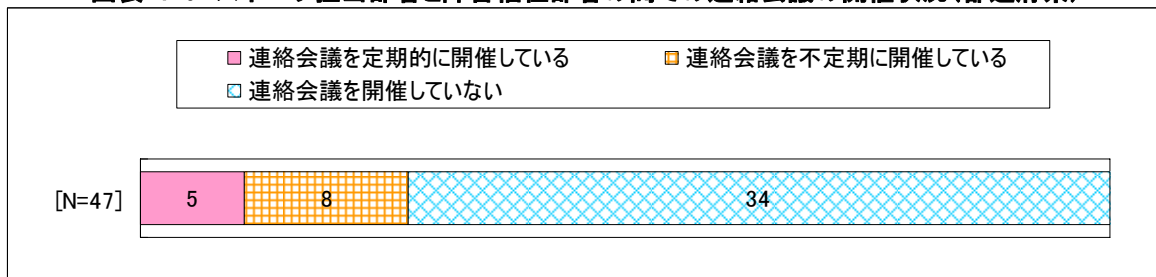 連絡会議を定期的に開催している 連絡会議を不定期に開催している
連絡会議を開催していない
[N=47] 5 8 34